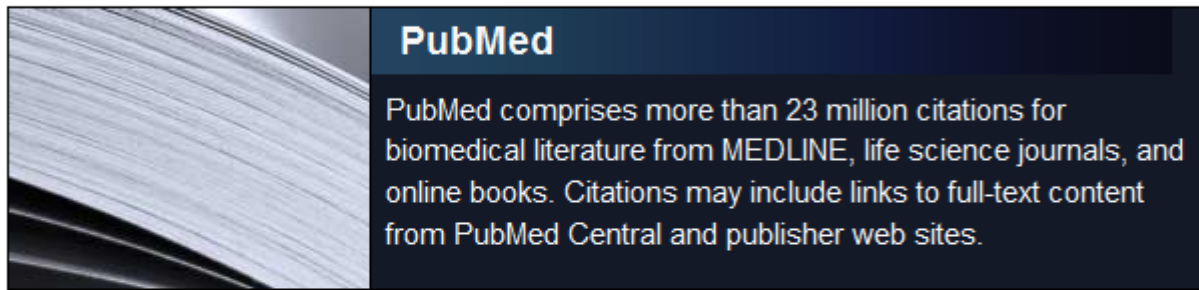 PubMed
PubMed comprises more than 23 million citations for
biomedical literature from MEDLINE, life science journals, and
online books. Citations may include links to full-text content
from PubMed Central and publisher web sites.